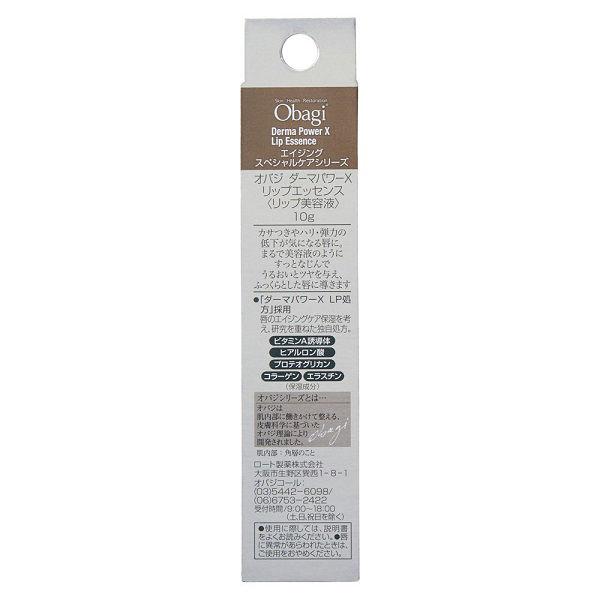 Skin Health Restoration
Obagi
Derma Power X
Lip Essence
エイジング
スペシャルケアシリーズ
オバジ ダーマパワーX
リップエッセンス
〈リップ美容液〉
10g
カサつきやハリ・弾力の
低下が気になる唇に。
まるで美容液のように
すっとなじんで
うるおいとツヤを与え、
ふっくらとした唇に導きます
●「ダーマパワーX LP処
方」採用
唇のエイジングケア保湿を考
え、研究を重ねた独自処方。
ビタミンA誘導体
ヒアルロン酸
プロテオグリカン
コラーゲン エラスチン
(保湿成分)
オバジシリーズとは…
オバジは
肌内部に働きかけて整える、
皮膚科学に基づいた
オバジ理論により
開発されました。
obagi
肌内部:角層のこと
ロート製薬株式会社
大阪市生野区巽西1-8-1
オバジコール:
(03)5442-6098/
(06)6753-2422
受付時間/9:00~18:00
(土、日、祝日を除く)
●使用に際しては、説明書
をよくお読みください。●唇
に異常があらわれたときは、
ご使用をおやめください。